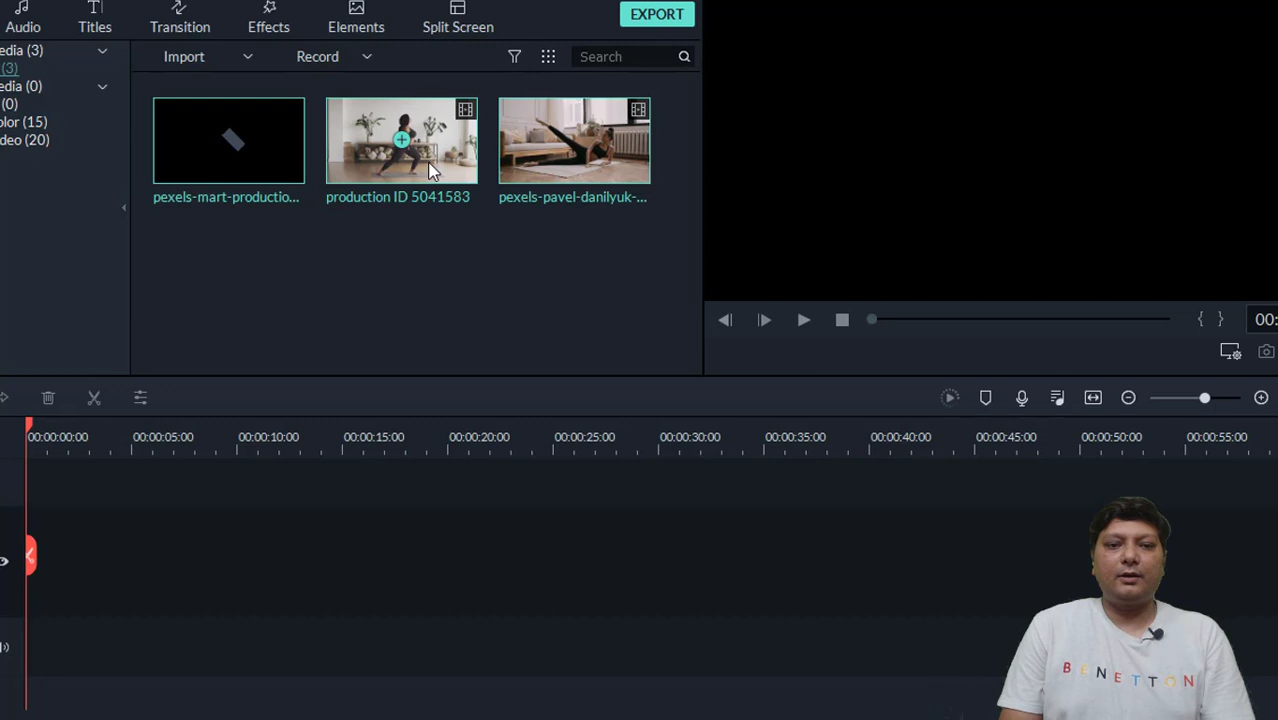 Audio
Titles
Transition
Effects
Elements
Split Screen
EXPORT
edia (3)
(3)
edia (0)
(0)
olor (15)
deo (20)
Import
Record
Search
pexels-mart-productio...
production ID 5041583
pexels-pavel-danilyuk-...
{ }
00:
00:00:00:00
00:00:05:00
00:00:10:00
00:00:15:00
00:00:20:00
00:00:25:00
00:00:30:00
00:00:35:00
00:00:40:00
00:00:45:00
00:00:50:00
00:00:55:00
BENETTON